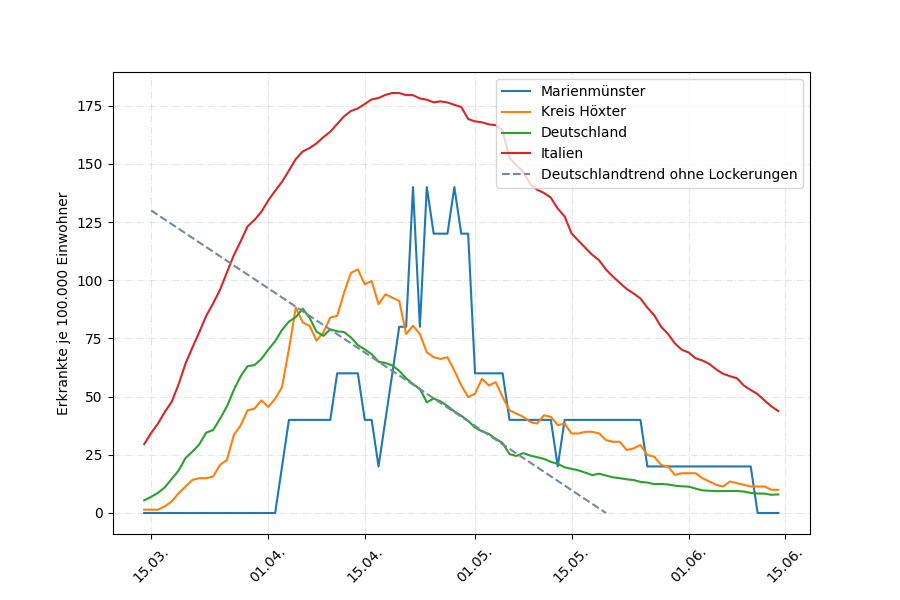 Marienmünster
Kreis Höxter
Deutschland
Italien
Deutschlandtrend ohne Lockerungen
Erkrankte je 100.000 Einwohner
175
150
125
100
75
50
25
0
15.03.
01.04.
15.04.
01.05.
15.05.
01.06.
15.06.